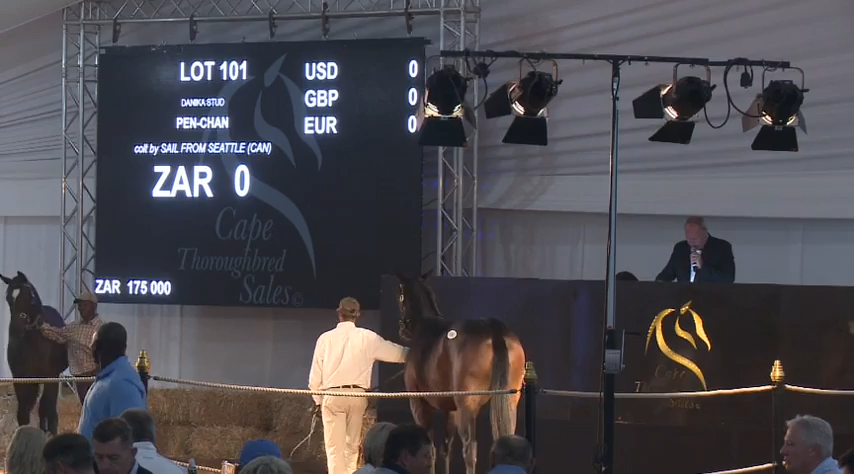 LOT 101 USD 0
DANIKA STUD GBP 0
PEN-CHAN EUR 0
colt by SAIL FROM SEATTLE (CAN)
ZAR 0
Cape
Thoroughbred
Sales©
ZAR 175 000
Cape